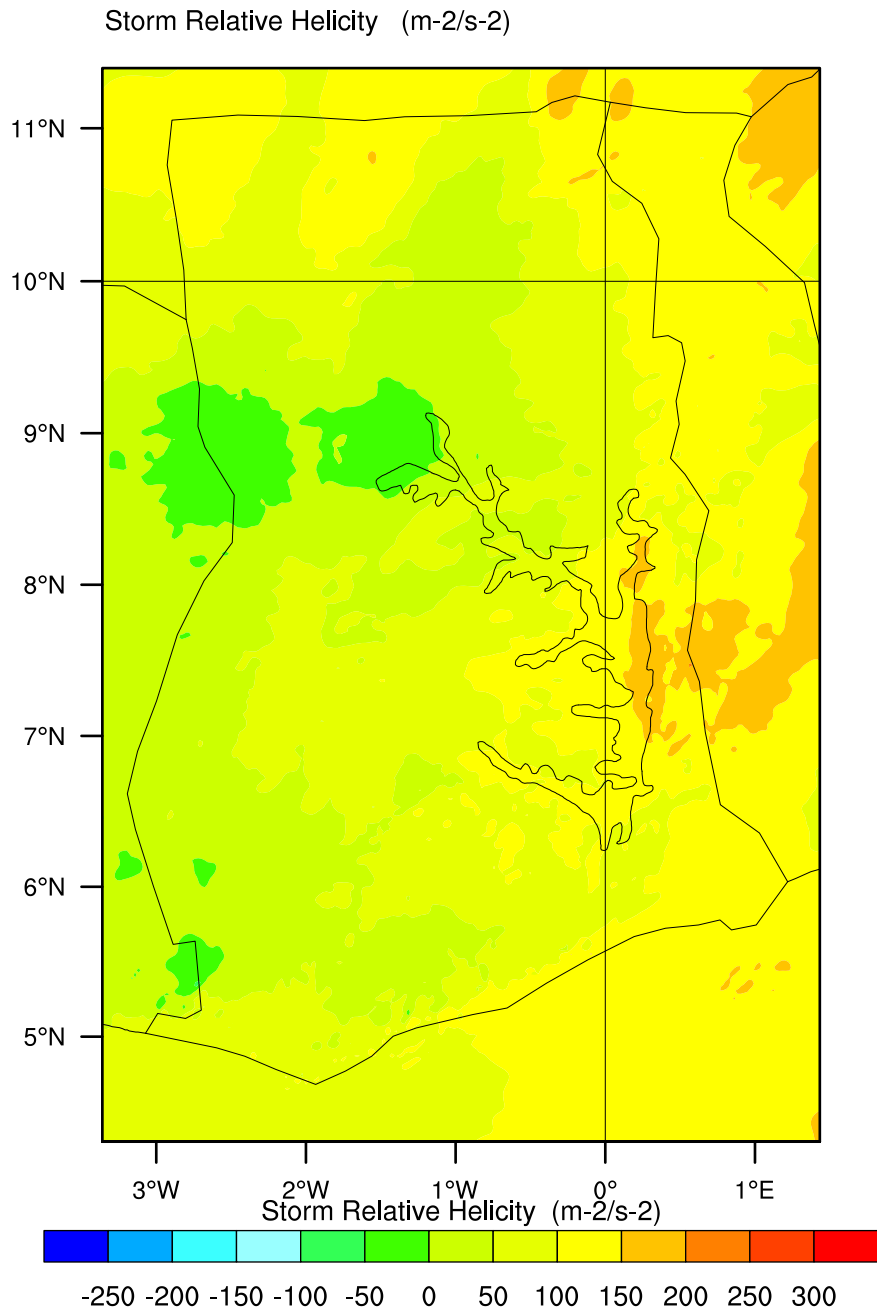 Storm Relative Helicity (m-2/s-2)
11°N
10°N
9°N
8°N
7°N
6°N
5°N
3°W 2°W 1°W 0° 1°E
Storm Relative Helicity (m-2/s-2)
-250 -200 -150 -100 -50 0 50 100 150 200 250 300